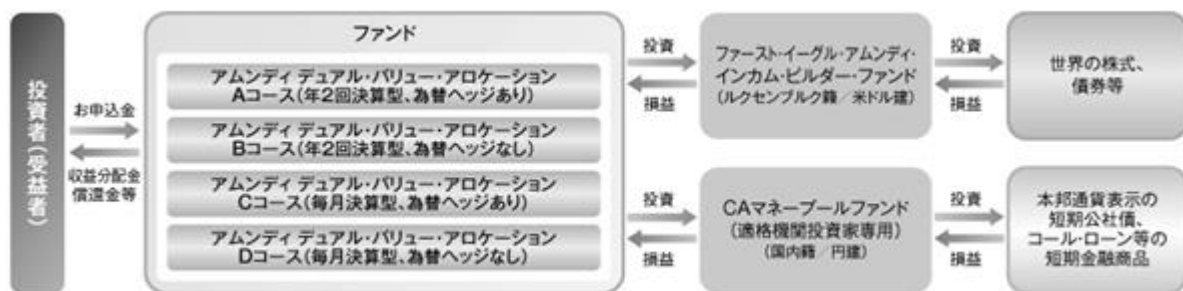 投資者(受益者)
お申込金
収益分配金
償還金等
ファンド
アムンディ デュアル・バリュー・アロケーション
Aコース(年2回決算型、為替ヘッジあり)
アムンディ デュアル・バリュー・アロケーション
Bコース(年2回決算型、為替ヘッジなし)
アムンディ デュアル・バリュー・アロケーション
Cコース(毎月決算型、為替ヘッジあり)
アムンディ デュアル・バリュー・アロケーション
Dコース(毎月決算型、為替ヘッジなし)
投資
損益
ファースト・イーグル・アムンディ・
インカム・ビルダー・ファンド
(ルクセンブルク籍/米ドル建)
投資
損益
世界の株式、
債券等
投資
損益
CAマネープールファンド
(適格機関投資家専用)
(国内籍/円建)
投資
損益
本邦通貨表示の
短期公社債、
コール・ローン等の
短期金融商品